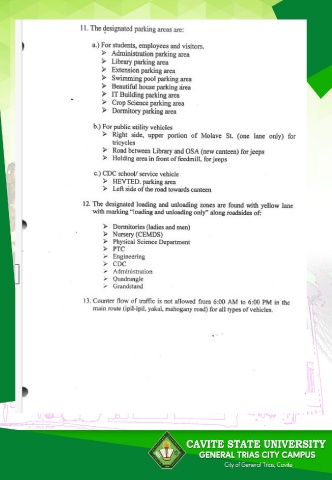 11. The designated parking areas are:
a.) For students, employees and visitors.
➢ Administration parking area
➢ Library parking area
➢ Extension parking area
➢ Swimming pool parking area
➢ Beautiful house parking area
➢ IT Building parking area
➢ Crop Science parking area
➢ Dormitory parking area
b.) For public utility vehicles
➢ Right side, upper portion of Molave St. (one lane only) for
tricycles
➢ Road between Library and OSA (new canteen) for jeeps
➢ Holding area in front of feedmill, for jeeps
c.) CDC school/ service vehicle
➢ HEVTED. parking area
➢ Left side of the road towards canteen
12. The designated loading and unloading zones are found with yellow lane
with marking "loading and unloading only" along roadsides of:
➢ Dormitories (ladies and men)
➢ Nursery (CEMDS)
➢ Physical Science Department
➢ PTC
➢ Engineering
➢ CDC
➢ Administration
➢ Quadrangle
➢ Grandstand
13. Counter flow of traffic is not allowed from 6:00 AM to 6:00 PM in the
main route (ipil-ipil, yakal, mahogany road) for all types of vehicles.
CAVITE STATE UNIVERSITY
GENERAL TRIAS CITY CAMPUS
City of General Trias, Cavite